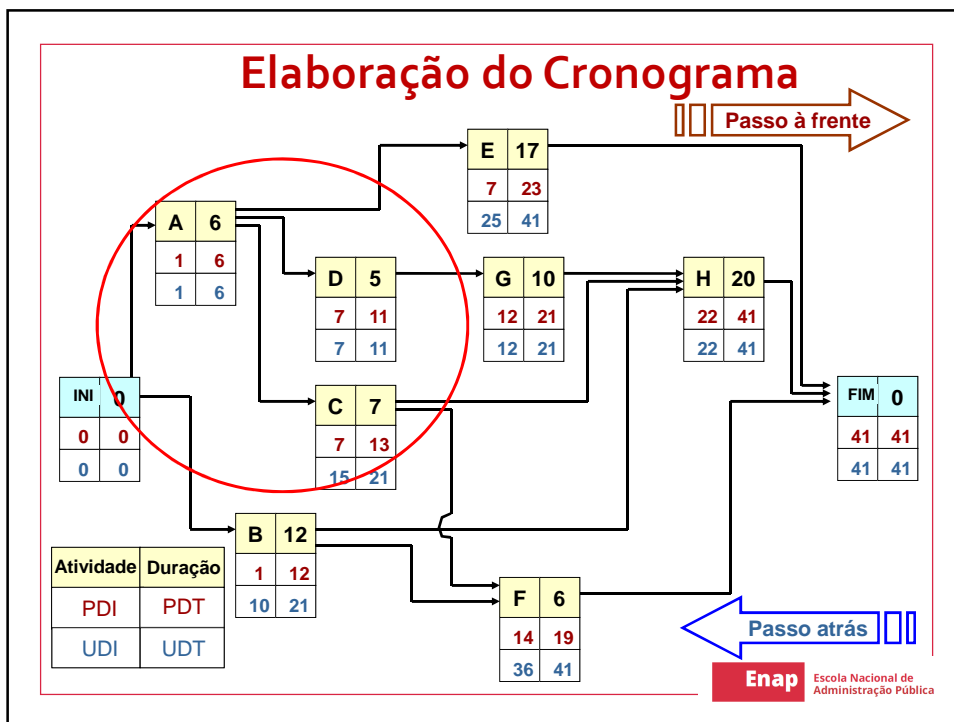 Elaboração do Cronograma
Passo à frente
E 17
7 23
25 41
A 6
1 6
1 6
D 5
7 11
7 11
G 10
12 21
12 21
H 20
22 41
22 41
INI 0
0 0
0 0
C 7
7 13
15 21
FIM 0
41 41
41 41
B 12
1 12
10 21
F 6
14 19
36 41
Atividade Duração
PDI PDT
UDI UDT
Passo atrás
Enap
Escola Nacional de
Administração Pública